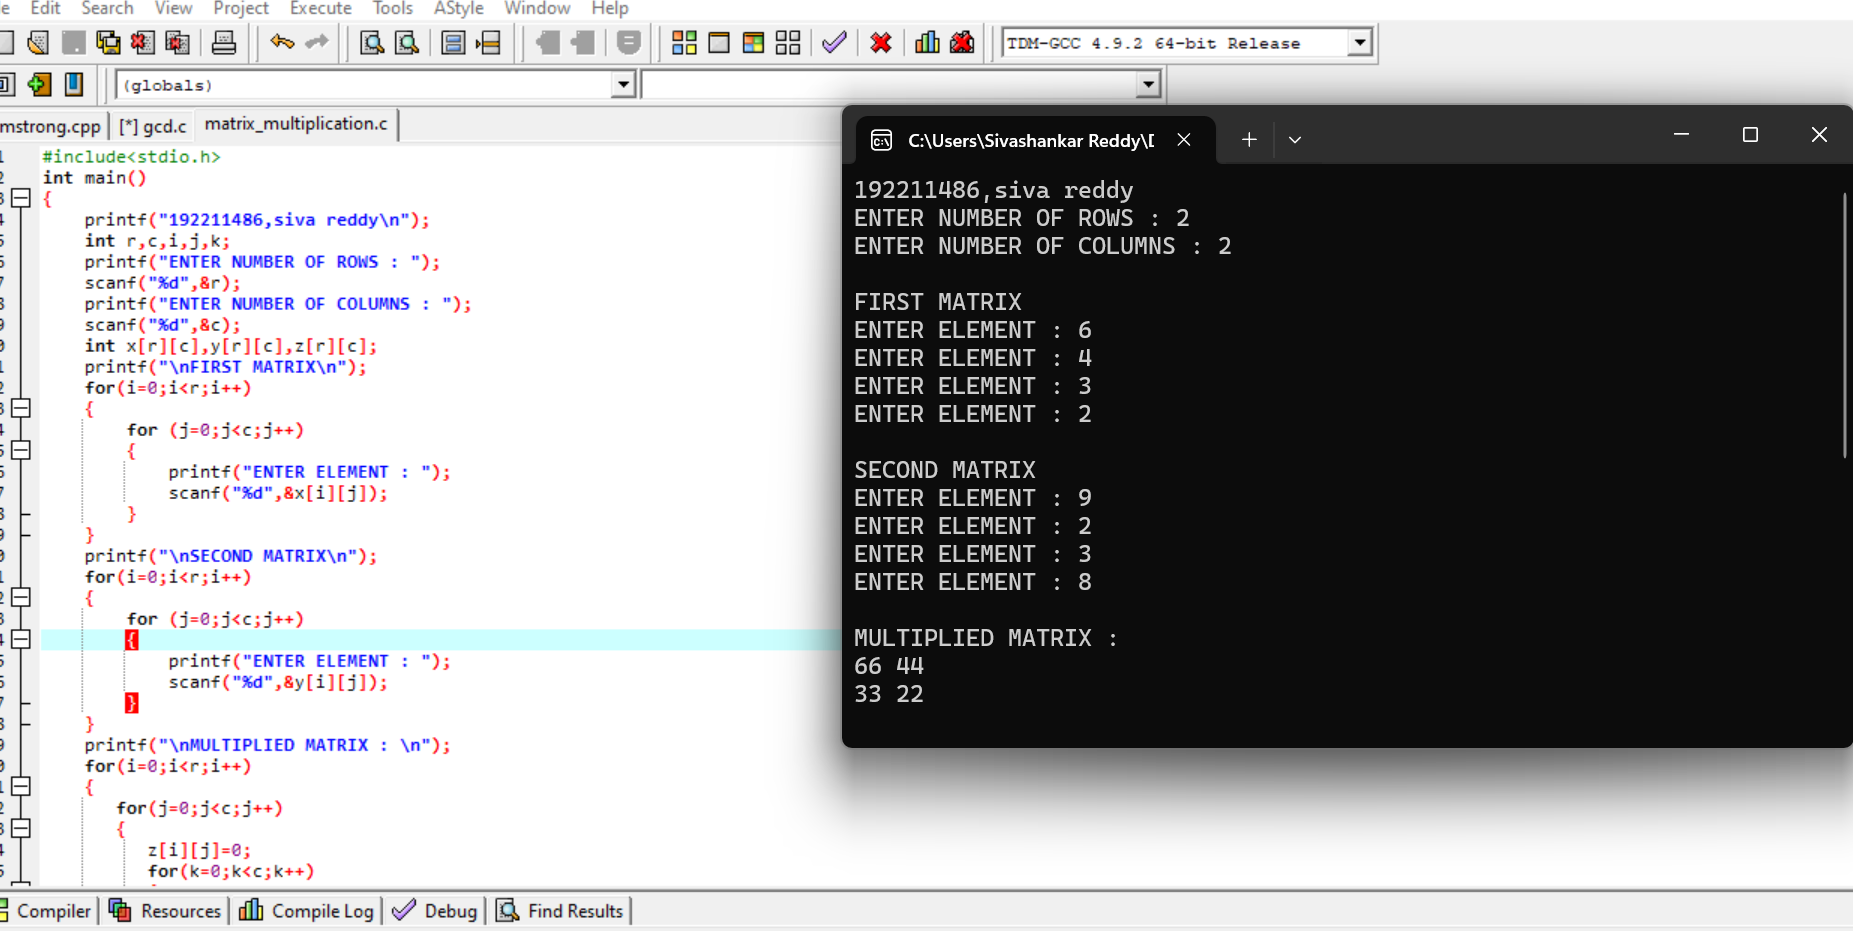 Edit Search View Project Execute Tools AStyle Window Help
TDM-GCC 4.9.2 64-bit Release
(globals)
mstrong.cpp [*] gcd.c matrix_multiplication.c
#include<stdio.h>
int main()
{
printf("192211486,siva reddy\n");
int r,c,i,j,k;
printf("ENTER NUMBER OF ROWS : ");
scanf("%d",&r);
printf("ENTER NUMBER OF COLUMNS : ");
scanf("%d",&c);
int x[r][c],y[r][c],z[r][c];
printf("\nFIRST MATRIX\n");
for(i=0;i<r;i++)
{
for (j=0;j<c;j++)
{
printf("ENTER ELEMENT : ");
scanf("%d",&x[i][j]);
}
}
printf("\nSECOND MATRIX\n");
for(i=0;i<r;i++)
{
for (j=0;j<c;j++)
{
printf("ENTER ELEMENT : ");
scanf("%d",&y[i][j]);
}
}
printf("\nMULTIPLIED MATRIX : \n");
for(i=0;i<r;i++)
{
for(j=0;j<c;j++)
{
z[i][j]=0;
for(k=0;k<c;k++)
C:\Users\Sivashankar Reddy\
192211486,siva reddy
ENTER NUMBER OF ROWS : 2
ENTER NUMBER OF COLUMNS : 2
FIRST MATRIX
ENTER ELEMENT : 6
ENTER ELEMENT : 4
ENTER ELEMENT : 3
ENTER ELEMENT : 2
SECOND MATRIX
ENTER ELEMENT : 9
ENTER ELEMENT : 2
ENTER ELEMENT : 3
ENTER ELEMENT : 8
MULTIPLIED MATRIX :
66 44
33 22
Compiler Resources Compile Log Debug Find Results